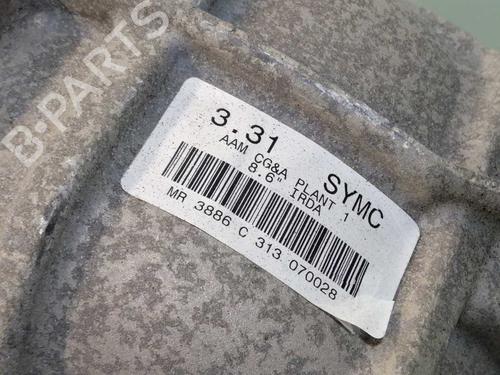 B-PARTS
3.31 SYMC
AAM CG&A PLANT 1
8.6" IRDA
MR 3886 C 313 070028